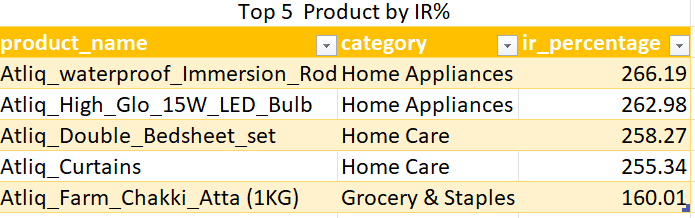 Top 5 Product by IR%
product_name category ir_percentage
Atliq_waterproof_Immersion_Rod Home Appliances 266.19
Atliq_High_Glo_15W_LED_Bulb Home Appliances 262.98
Atliq_Double_Bedsheet_set Home Care 258.27
Atliq_Curtains Home Care 255.34
Atliq_Farm_Chakki_Atta (1KG) Grocery & Staples 160.01